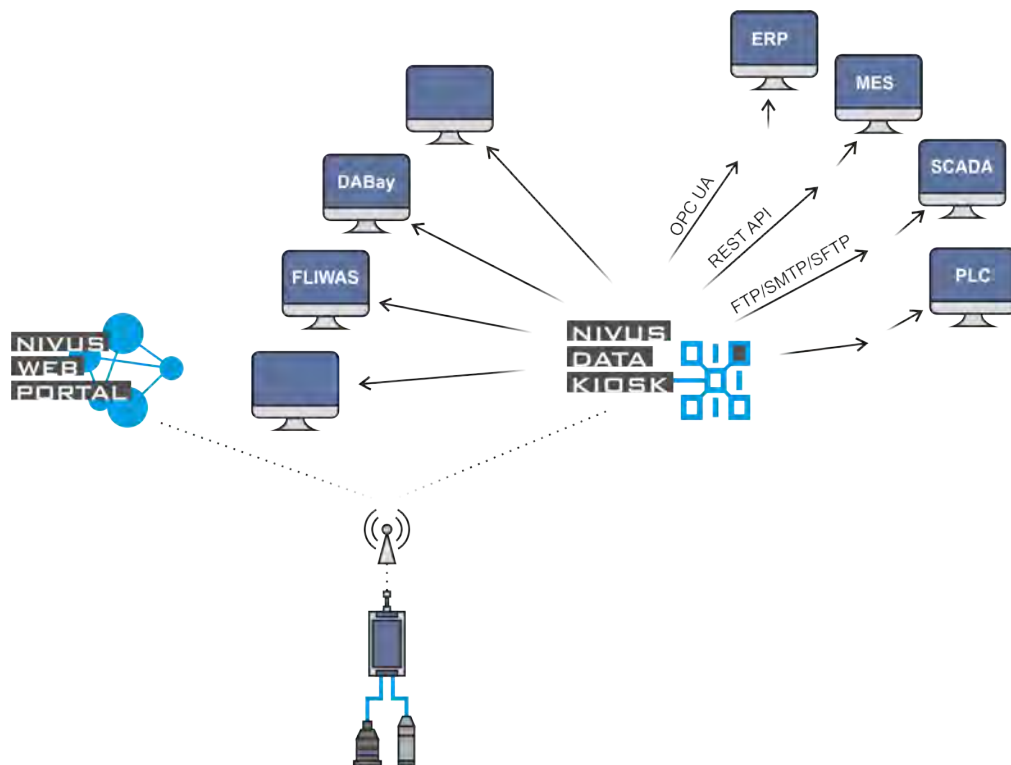 ERP
MES
SCADA
PLC
DABay
FLIWAS
OPC UA
REST API
FTP/SMTP/SFTP
NIVUS
WEB
PORTAL
NIVUS
DATA
KIOSK